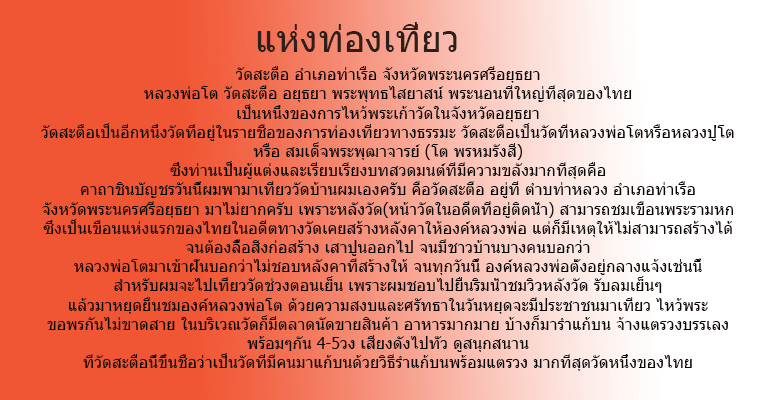 แห่งท่องเที่ยว
วัดสะตือ อำเภอท่าเรือ จังหวัดพระนครศรีอยุธยา
หลวงพ่อโต วัดสะตือ อยุธยา พระพุทธไสยาสน์ พระนอนที่ใหญ่ที่สุดของไทย
เป็นหนึ่งของการไหว้พระเก้าวัดในจังหวัดอยุธยา
วัดสะตือเป็นอีกหนึ่งวัดที่อยู่ในรายชื่อของการท่องเที่ยวทางธรรมะ วัดสะตือเป็นวัดที่หลวงพ่อโตหรือหลวงปู่โต
หรือ สมเด็จพระพุฒาจารย์ (โต พรหมรังสี)
ซึ่งท่านเป็นผู้แต่งและเรียบเรียงบทสวดมนต์ที่มีความขลังมากที่สุดคือ
คาถาชินบัญชรวันนี้ผมพามาเที่ยววัดบ้านผมเองครับ คือวัดสะตือ อยู่ที่ ตำบท่าหลวง อำเภอท่าเรือ
จังหวัดพระนครศรีอยุธยา มาไม่ยากครับ เพราะหลังวัด(หน้าวัดในอดีตที่อยู่ติดน้ำ) สามารถชมเขื่อนพระรามหก
ซึ่งเป็นเขื่อนแห่งแรกของไทยในอดีตทางวัดเคยสร้างหลังคาให้องค์หลวงพ่อ แต่ก็มีเหตุให้ไม่สามารถสร้างได้
จนต้องลื้อสิ่งก่อสร้าง เสาปูนออกไป จนมีชาวบ้านบางคนบอกว่า
หลวงพ่อโตมาเข้าฝันบอกว่าไม่ชอบหลังคาที่สร้างให้ จนทุกวันนี้ องค์หลวงพ่อตั้งอยู่กลางแจ้งเช่นนี้
สำหรับผมจะไปเที่ยววัดช่วงตอนเย็น เพราะผมชอบไปยืนริมน้ำชมวิวหลังวัด รับลมเย็นๆ
แล้วมาหยุดยืนชมองค์หลวงพ่อโต ด้วยความสงบและศรัทธาในวันหยุดจะมีประชาชนมาเที่ยว ไหว้พระ
ขอพรกันไม่ขาดสาย ในบริเวณวัดก็มีตลาดนัดขายสินค้า อาหารมากมาย บ้างก็มารำแก้บน จ้างแตรวงบรรเลง
พร้อมๆกัน 4-5วง เสียงดังไปทั่ว ดูสนุกสนาน
ที่วัดสะตือนี้ขึ้นชื่อว่าเป็นวัดที่มีคนมาแก้บนด้วยวิธีรำแก้บนพร้อมแตรวง มากที่สุดวัดหนึ่งของไทย